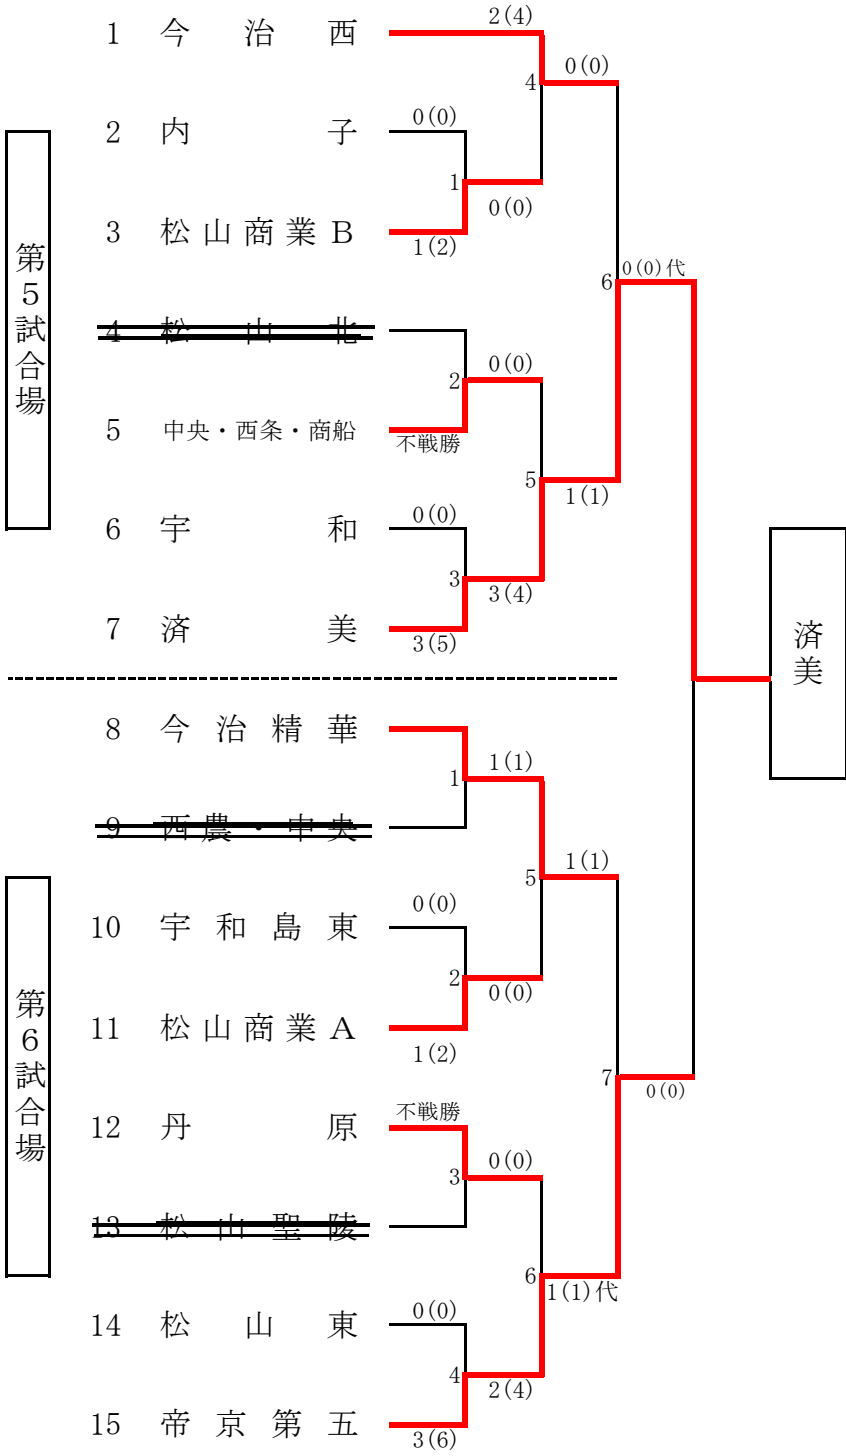 2(4)
1 今治西
0(0)
4
0(0)
2 内子
1
0(0)
3 松山商業B
1(2)
第5試合場
6
0(0)代
4 松山北
0(0)
2
5 中央・西条・商船
不戦勝
5
1(1)
0(0)
6 宇和
3
3(4)
7 済美
3(5)
済美
8 今治精華
1(1)
1
9 西農・中央
1(1)
5
0(0)
10 宇和島東
2
0(0)
11 松山商業A
1(2)
第6試合場
7
0(0)
不戦勝
12 丹原
0(0)
3
13 松山聖陵
6
1(1)代
0(0)
14 松山東
4
2(4)
15 帝京第五
3(6)